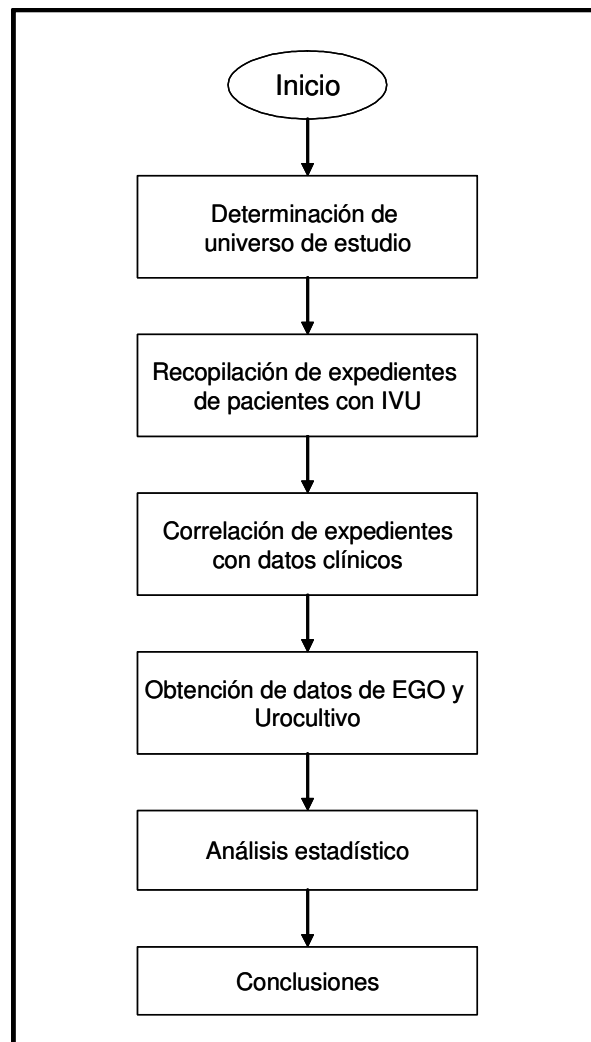 Inicio
Determinación de
universo de estudio
Recopilación de expedientes
de pacientes con IVU
Correlación de expedientes
con datos clínicos
Obtención de datos de EGO y
Urocultivo
Análisis estadístico
Conclusiones